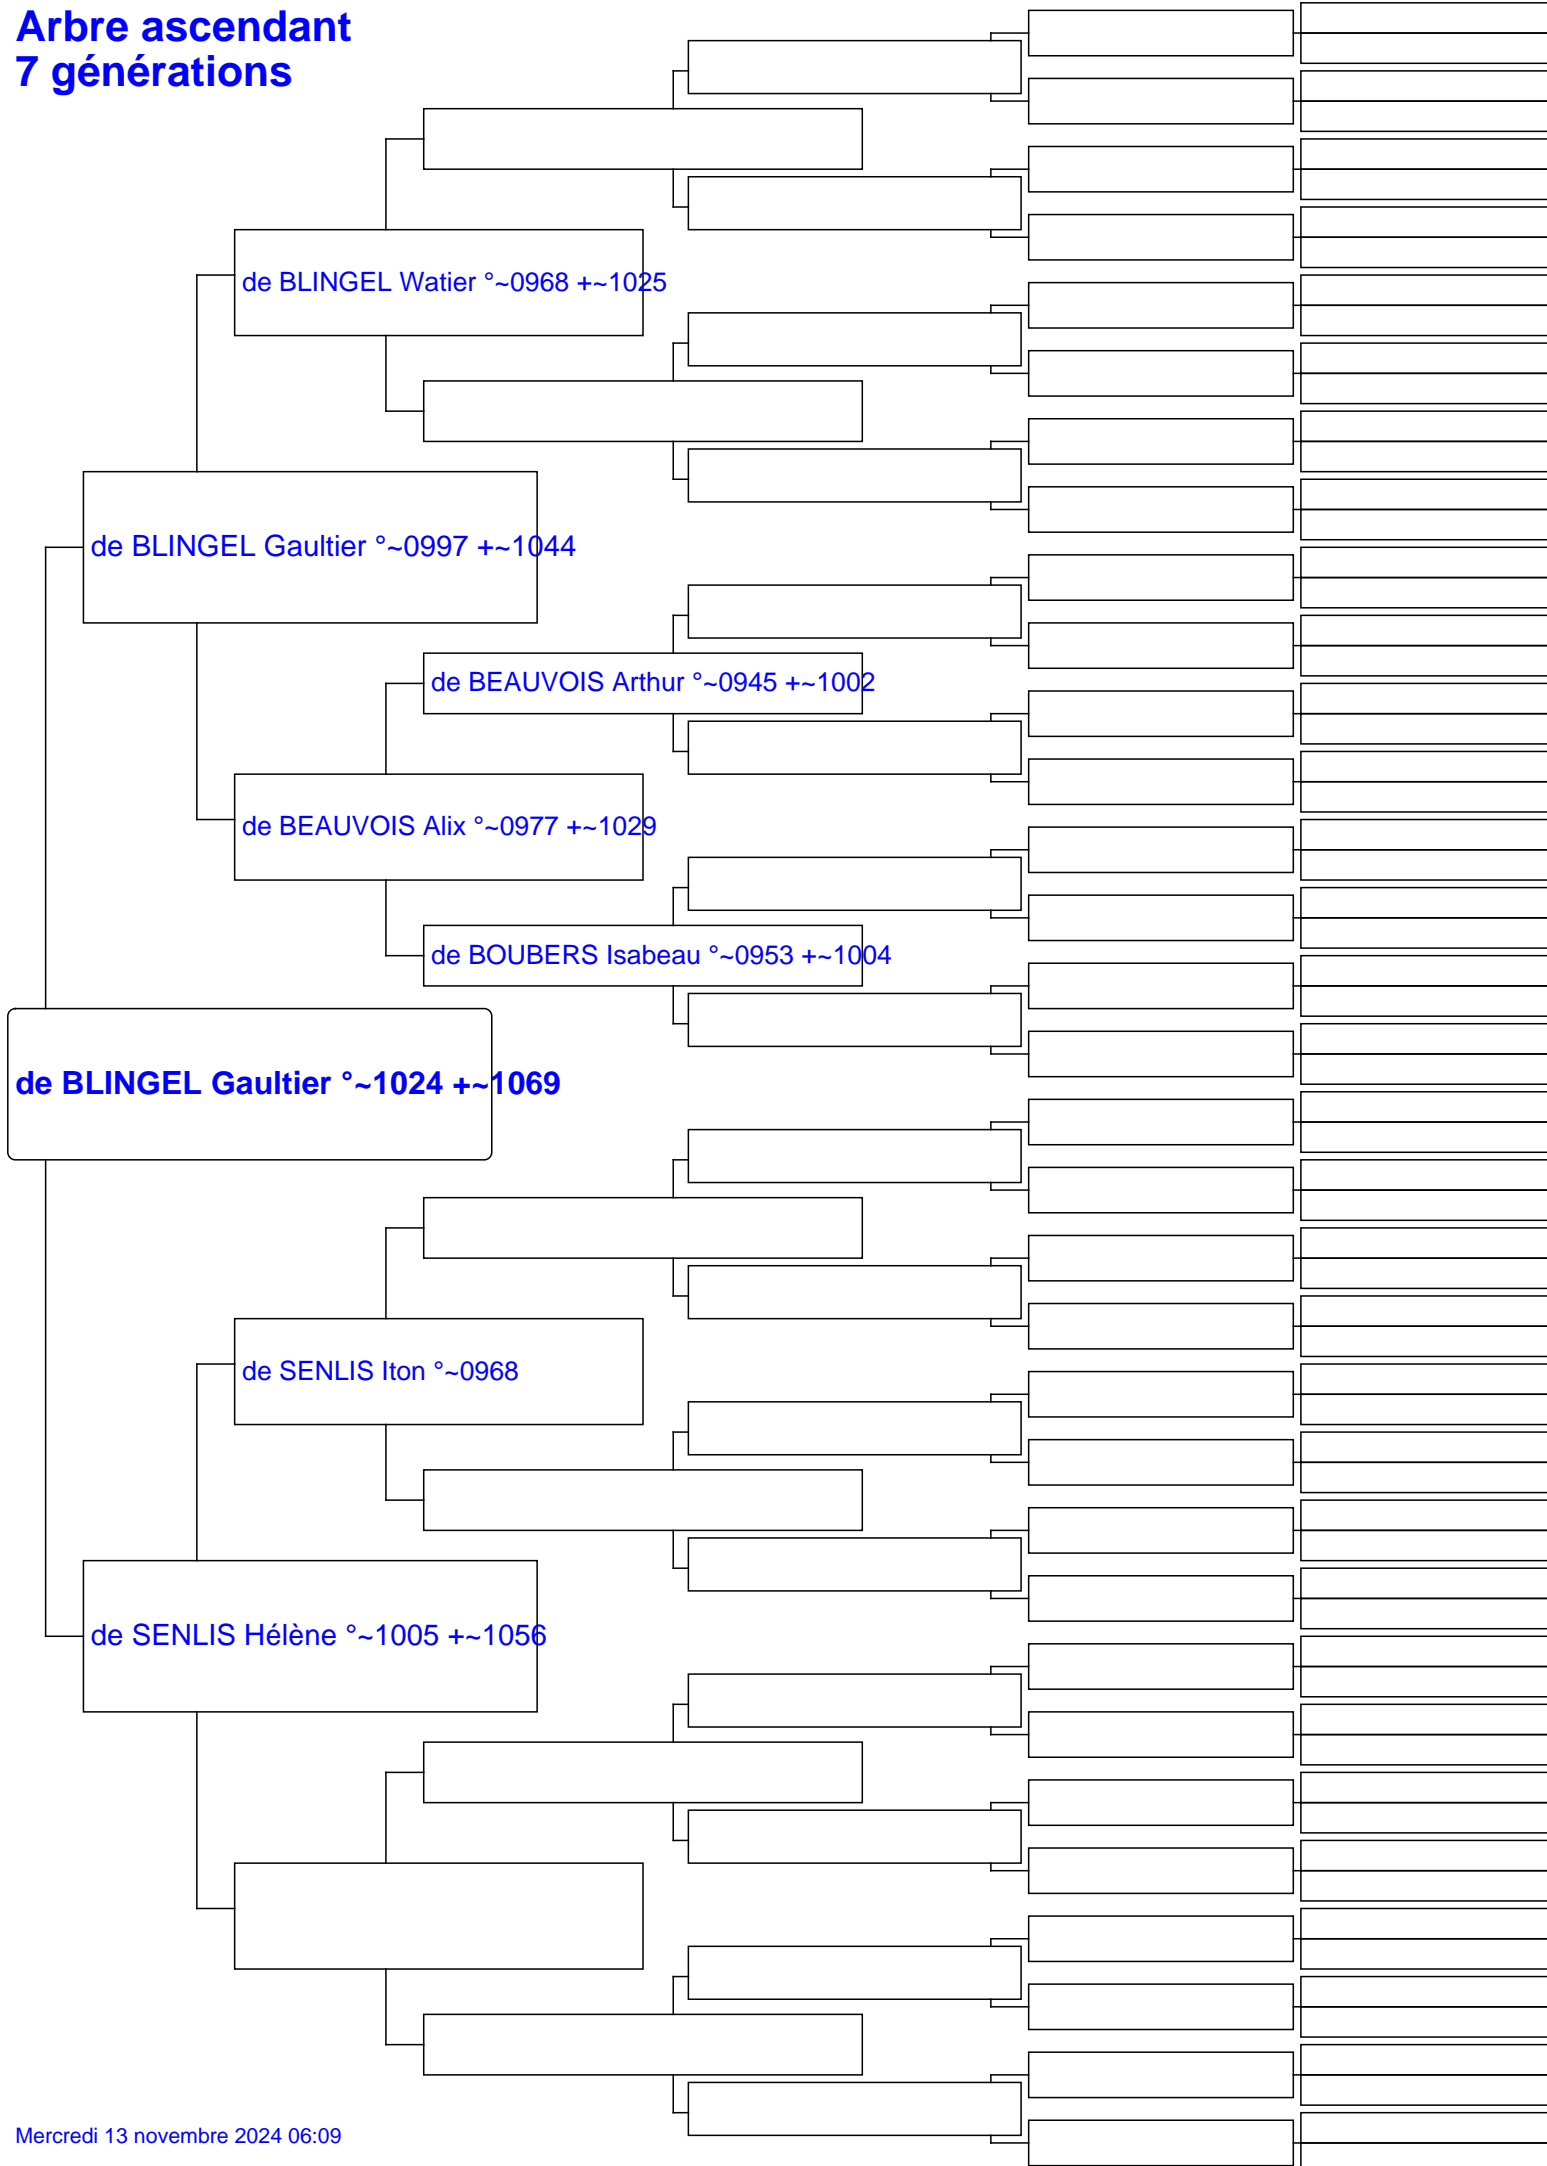 Arbre ascendant
7 générations
de BLINGEL Watier °~0968 +~1025
de BLINGEL Gaultier °~0997 +~1044
de BEAUVOIS Arthur °~0945 +~1002
de BEAUVOIS Alix °~0977 +~1029
de BOUBERS Isabeau °~0953 +~1004
de BLINGEL Gaultier °~1024 +~1069
de SENLIS Iton °~0968
de SENLIS Hélène °~1005 +~1056
Mercredi 13 novembre 2024 06:09